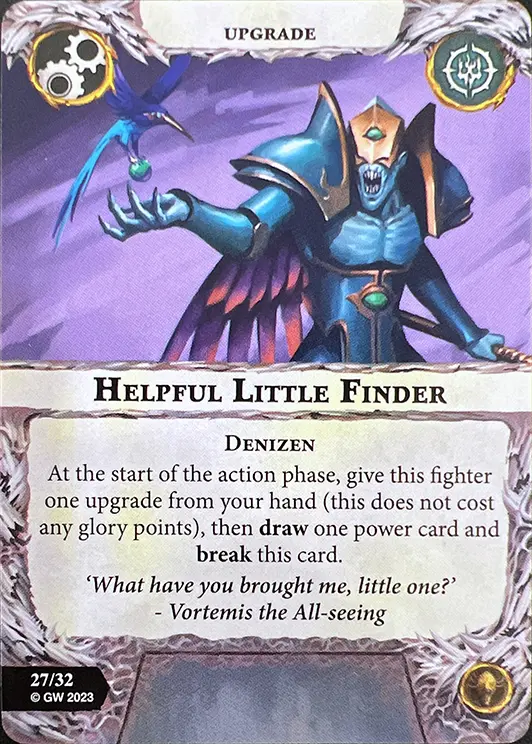 UPGRADE
HELPFUL LITTLE FINDER
DENIZEN
At the start of the action phase, give this fighter
one upgrade from your hand (this does not cost
any glory points), then draw one power card and
break this card.
‘What have you brought me, little one?’
- Vortemis the All-seeing
27/32
© GW 2023